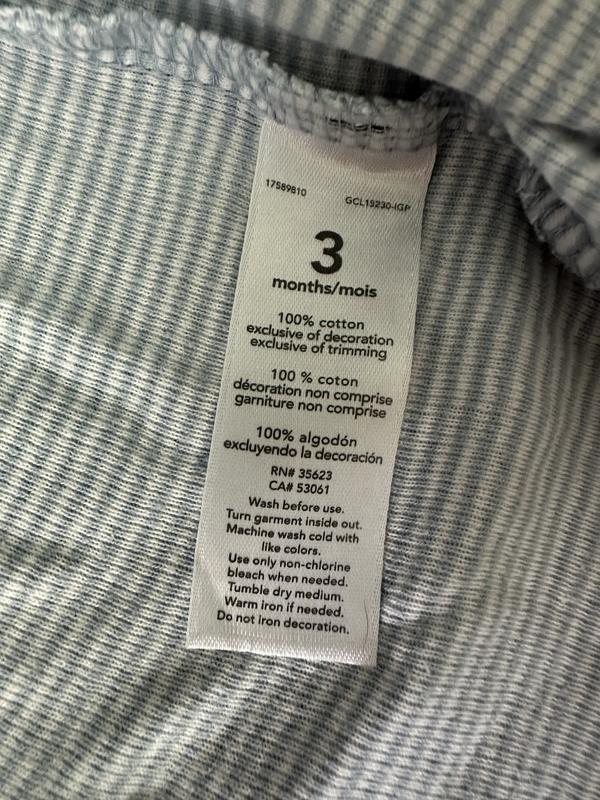 17589810 GCL15230-IGP
3
months/mois
100% cotton
exclusive of decoration
exclusive of trimming
100 % coton
décoration non comprise
garniture non comprise
100% algodón
excluyendo la decoración
RN# 35623
CA# 53061
Wash before use.
Turn garment inside out.
Machine wash cold with
like colors.
Use only non-chlorine
bleach when needed.
Tumble dry medium.
Warm iron if needed.
Do not iron decoration.